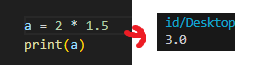 a = 2 * 1.5
print(a)
id/Desktop
3.0